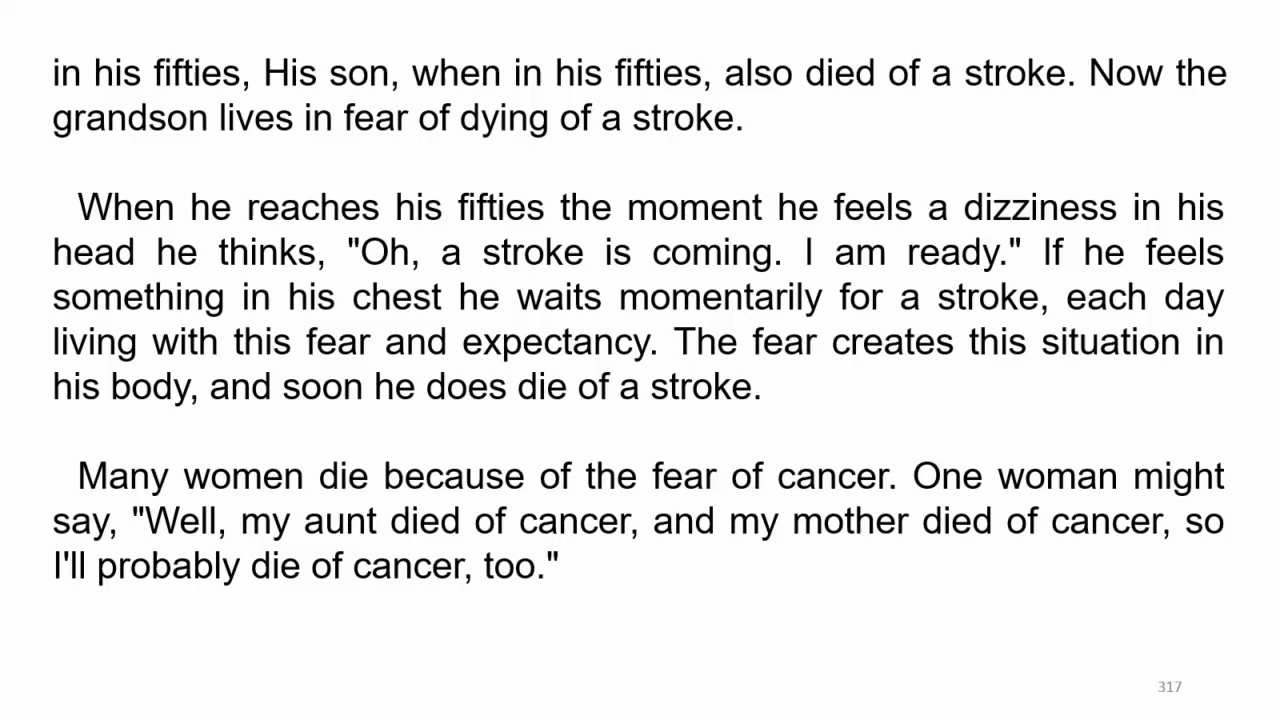 in his fifties, His son, when in his fifties, also died of a stroke. Now the
grandson lives in fear of dying of a stroke.
When he reaches his fifties the moment he feels a dizziness in his
head he thinks, "Oh, a stroke is coming. I am ready." If he feels
something in his chest he waits momentarily for a stroke, each day
living with this fear and expectancy. The fear creates this situation in
his body, and soon he does die of a stroke.
Many women die because of the fear of cancer. One woman might
say, "Well, my aunt died of cancer, and my mother died of cancer, so
I'll probably die of cancer, too."
317